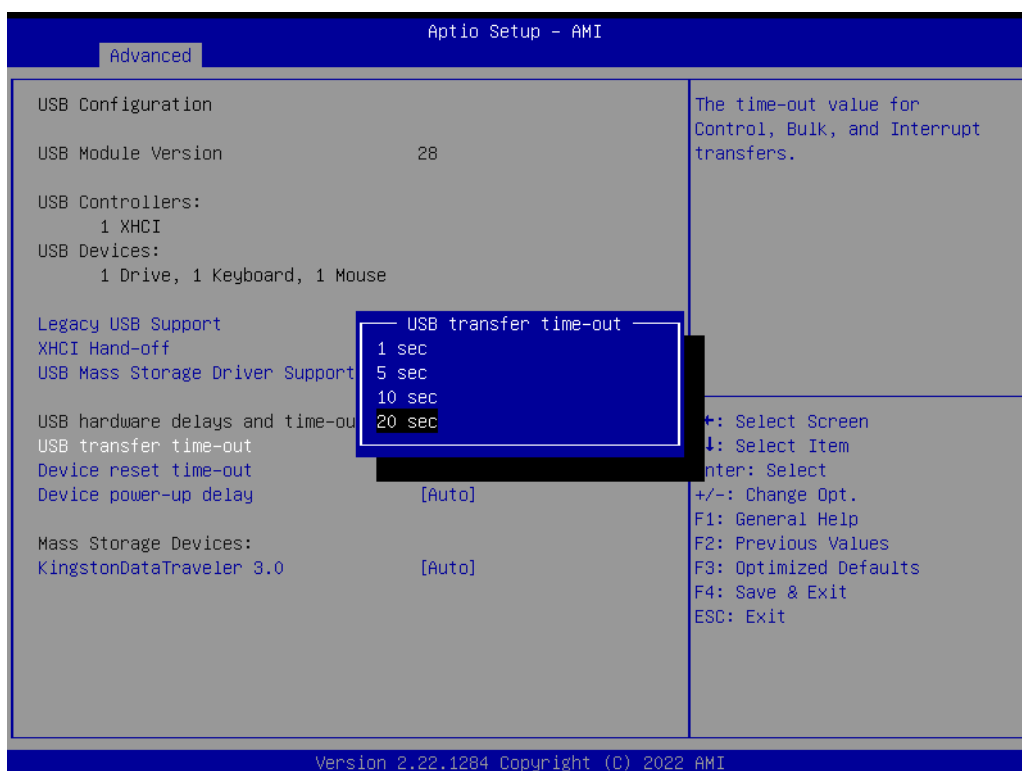 Aptio Setup – AMI
Advanced
USB Configuration
USB Module Version 28
USB Controllers:
1 XHCI
USB Devices:
1 Drive, 1 Keyboard, 1 Mouse
Legacy USB Support
XHCI Hand-off
USB Mass Storage Driver Support
USB hardware delays and
USB transfer time-out
Device reset time-out
Device power-up delay [Auto]
Mass Storage Devices:
KingstonDataTraveler 3.0 [Auto]
USB transfer time-out
1 sec
5 sec
10 sec
20 sec
The time-out value for
Control, Bulk, and Interrupt
transfers.
: Select Screen
: Select Item
: Select
+/-: Change Opt.
F1: General Help
F2: Previous Values
F3: Optimized Defaults
F4: Save & Exit
ESC: Exit
Version 2.22.1284 Copyright (C) 2022 AMI